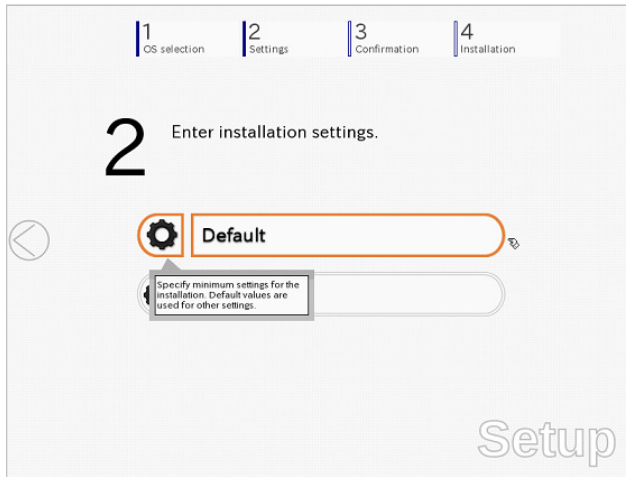 1
OS selection
2
Settings
3
Confirmation
4
Installation
2
Enter installation settings.
Default
Specify minimum settings for the
installation. Default values are
used for other settings.
Setup